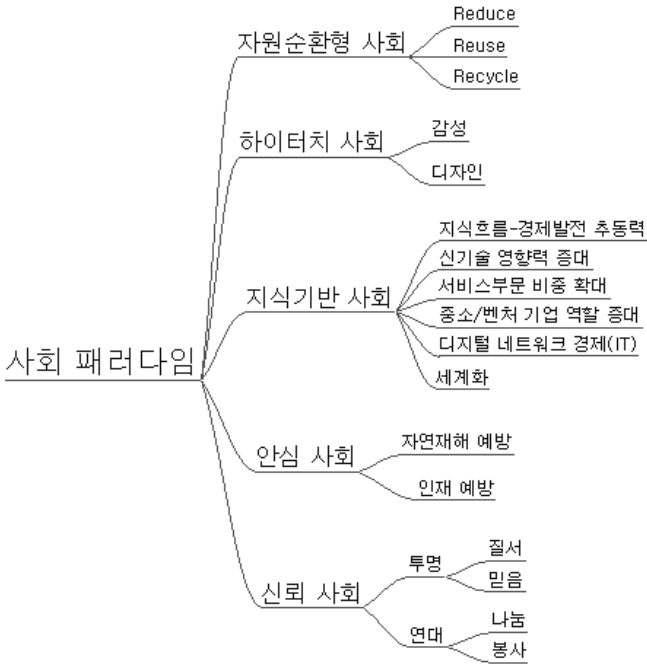 사회 패러다임
자원순환형 사회
Reduce
Reuse
Recycle
하이터치 사회
감성
디자인
지식기반 사회
지식흐름-경제발전 추동력
신기술 영향력 증대
서비스부문 비중 확대
중소/벤처 기업 역할 증대
디지털 네트워크 경제(IT)
세계화
안심 사회
자연재해 예방
인재 예방
신뢰 사회
투명
질서
믿음
연대
나눔
봉사